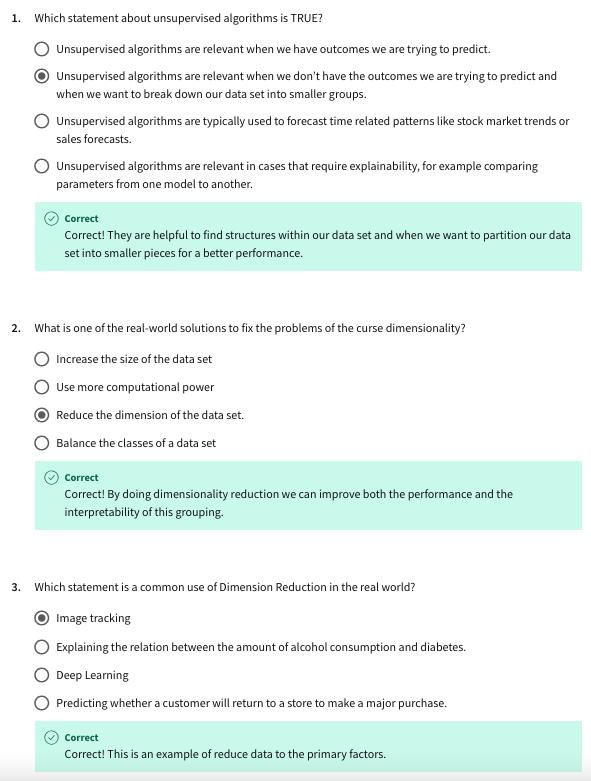 1. Which statement about unsupervised algorithms is TRUE?
Unsupervised algorithms are relevant when we have outcomes we are trying to predict.
Unsupervised algorithms are relevant when we don't have the outcomes we are trying to predict and
when we want to break down our data set into smaller groups.
Unsupervised algorithms are typically used to forecast time related patterns like stock market trends or
sales forecasts.
Unsupervised algorithms are relevant in cases that require explainability, for example comparing
parameters from one model to another.
Correct
Correct! They are helpful to find structures within our data set and when we want to partition our data
set into smaller pieces for a better performance.
2. What is one of the real-world solutions to fix the problems of the curse dimensionality?
Increase the size of the data set
Use more computational power
Reduce the dimension of the data set.
Balance the classes of a data set
Correct
Correct! By doing dimensionality reduction we can improve both the performance and the
interpretability of this grouping.
3. Which statement is a common use of Dimension Reduction in the real world?
Image tracking
Explaining the relation between the amount of alcohol consumption and diabetes.
Deep Learning
Predicting whether a customer will return to a store to make a major purchase.
Correct
Correct! This is an example of reduce data to the primary factors.